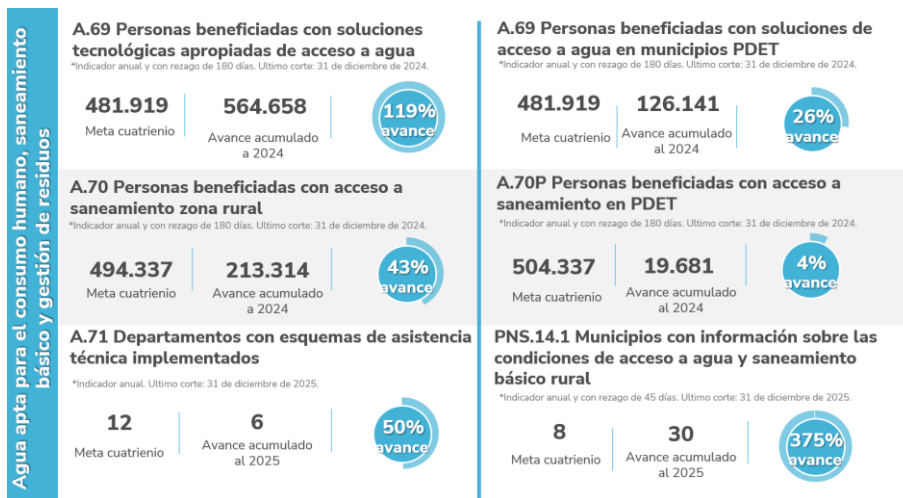 Agua apta para el consumo humano, saneamiento
básico y gestión de residuos
A.69 Personas beneficiadas con soluciones
tecnológicas apropiadas de acceso a agua
*Indicador anual y con rezago de 180 días. Ultimo corte: 31 de diciembre de 2024.
481.919
Meta cuatrienio
564.658
Avance acumulado
a 2024
119%
avance
A.69 Personas beneficiadas con soluciones de
acceso a agua en municipios PDET
*Indicador anual y con rezago de 180 días. Ultimo corte: 31 de diciembre de 2024.
481.919
Meta cuatrienio
126.141
Avance acumulado
al 2024
26%
avance
A.70 Personas beneficiadas con acceso a
saneamiento zona rural
*Indicador anual y con rezago de 180 días. Ultimo corte: 31 de diciembre de 2024.
494.337
Meta cuatrienio
213.314
Avance acumulado
a 2024
43%
avance
A.70P Personas beneficiadas con acceso a
saneamiento en PDET
*Indicador anual y con rezago de 180 días. Ultimo corte: 31 de diciembre de 2024.
504.337
Meta cuatrienio
19.681
Avance acumulado
al 2024
4%
avance
A.71 Departamentos con esquemas de asistencia
técnica implementados
*Indicador anual. Ultimo corte: 31 de diciembre de 2025.
12
Meta cuatrienio
6
Avance acumulado
al 2025
50%
avance
PNS.14.1 Municipios con información sobre las
condiciones de acceso a agua y saneamiento
básico rural
*Indicador anual y con rezago de 45 días. Ultimo corte: 31 de diciembre de 2025.
8
Meta cuatrienio
30
Avance acumulado
al 2025
375%
avance